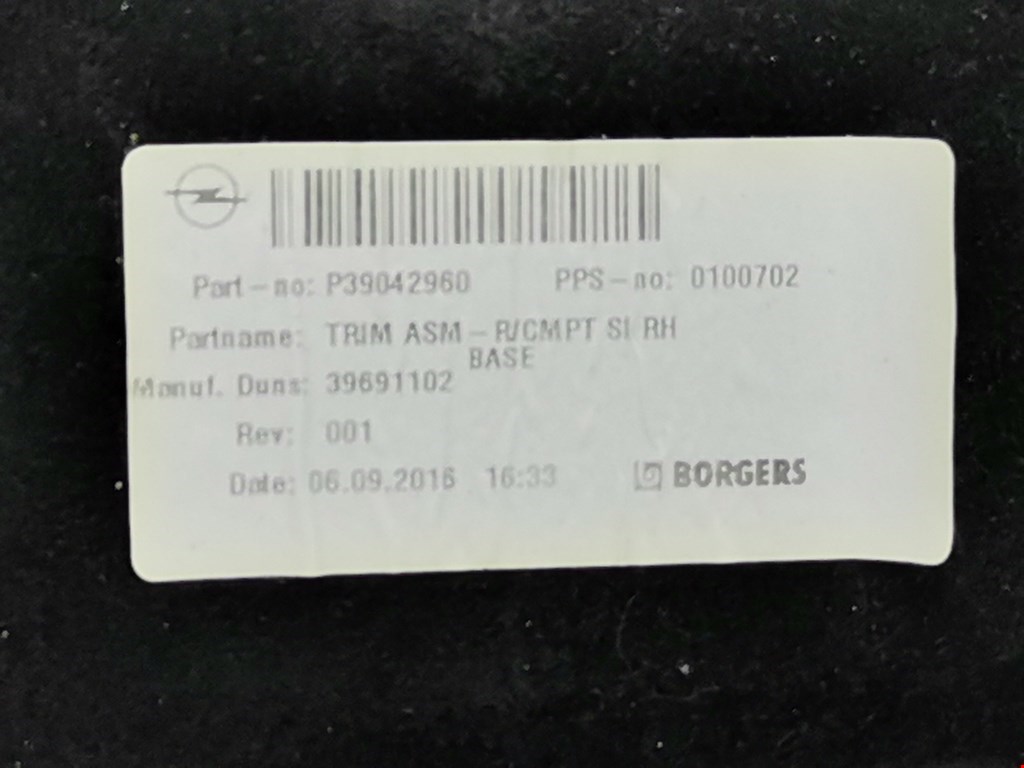 Part-no: P39042960 PPS-no: 0100702
Partname: TRIM ASM - R/CMPT SI RH
BASE
Manuf. Duns: 39691102
Rev: 001
Date: 06.09.2016 16:33 BORGERS